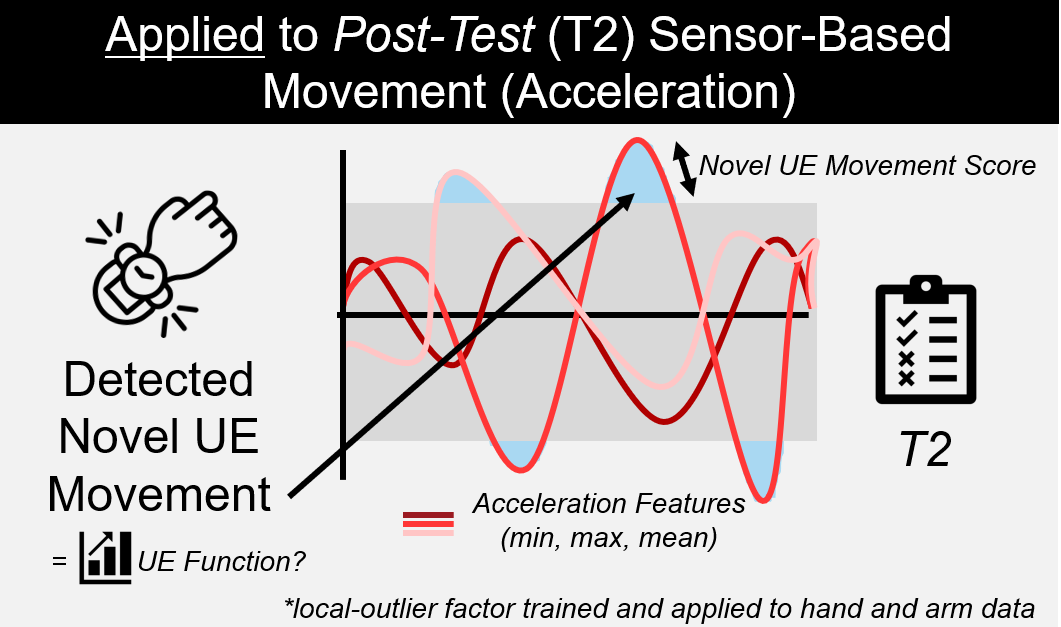 Applied to Post-Test (T2) Sensor-Based
Movement (Acceleration)
Novel UE Movement Score
Detected
Novel UE
Movement
= UE Function?
Acceleration Features
(min, max, mean)
T2
*local-outlier factor trained and applied to hand and arm data